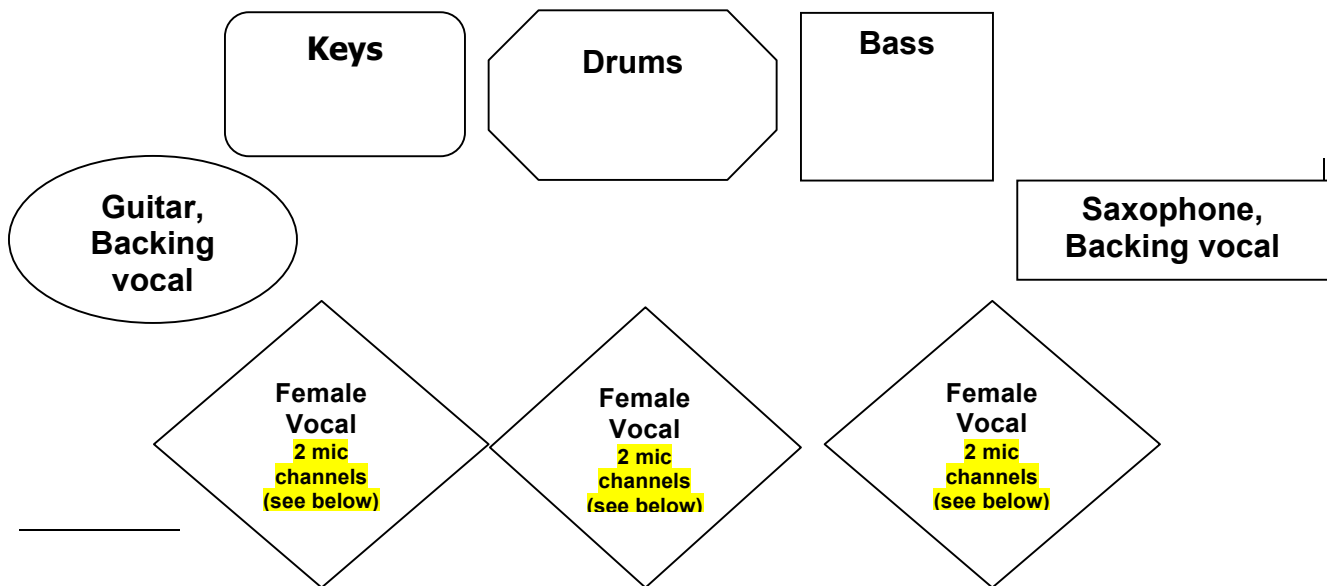 Keys
Drums
Bass
Guitar,
Backing
vocal
Saxophone,
Backing vocal
Female
Vocal
2 mic
channels
(see below)
Female
Vocal
2 mic
channels
(see below)
Female
Vocal
2 mic
channels
(see below)